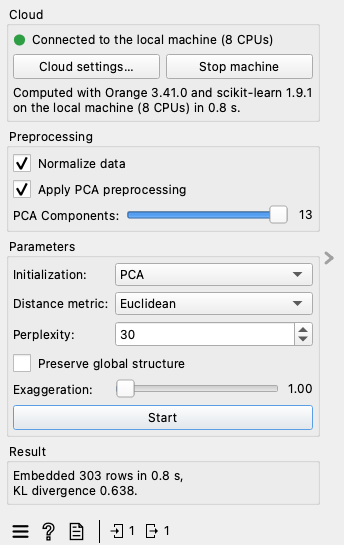 Cloud
Connected to the local machine (8 CPUs)
Cloud settings... Stop machine
Computed with Orange 3.41.0 and scikit-learn 1.9.1
on the local machine (8 CPUs) in 0.8 s.
Preprocessing
Normalize data
Apply PCA preprocessing
PCA Components: 13
Parameters
Initialization: PCA
Distance metric: Euclidean
Perplexity: 30
Preserve global structure
Exaggeration: 1.00
Start
Result
Embedded 303 rows in 0.8 s,
KL divergence 0.638.
1 1